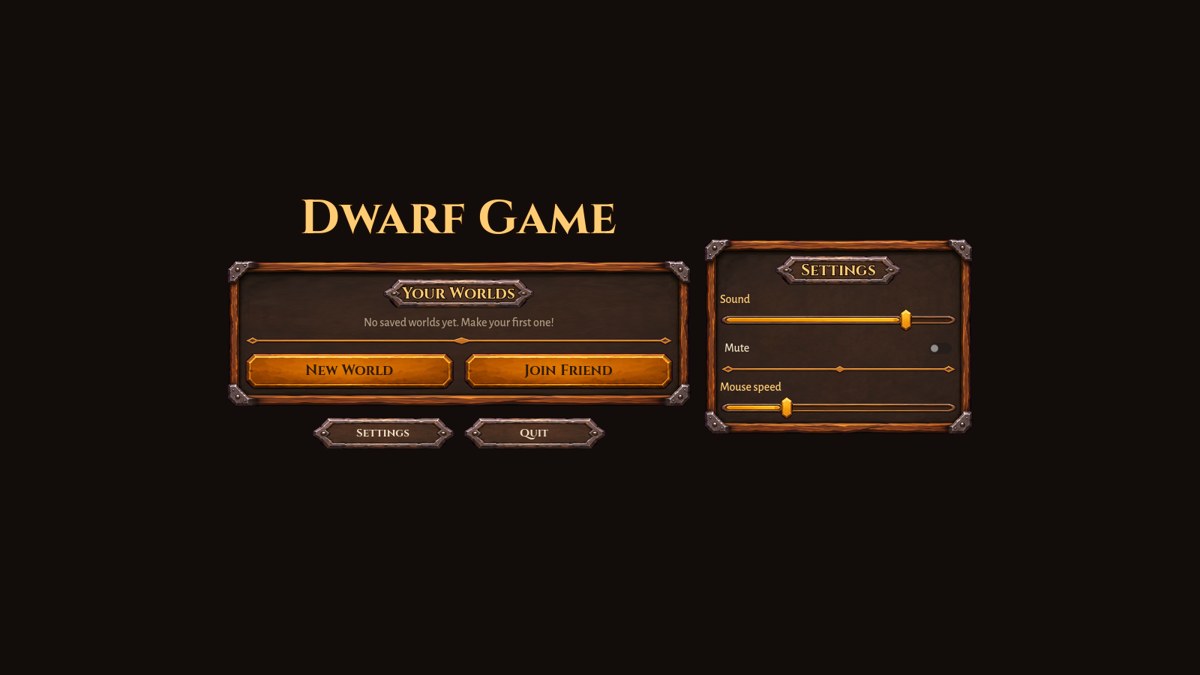 Dwarf Game
Your Worlds
No saved worlds yet. Make your first one!
New World
Join Friend
Settings
Quit
Settings
Sound
Mute
Mouse speed